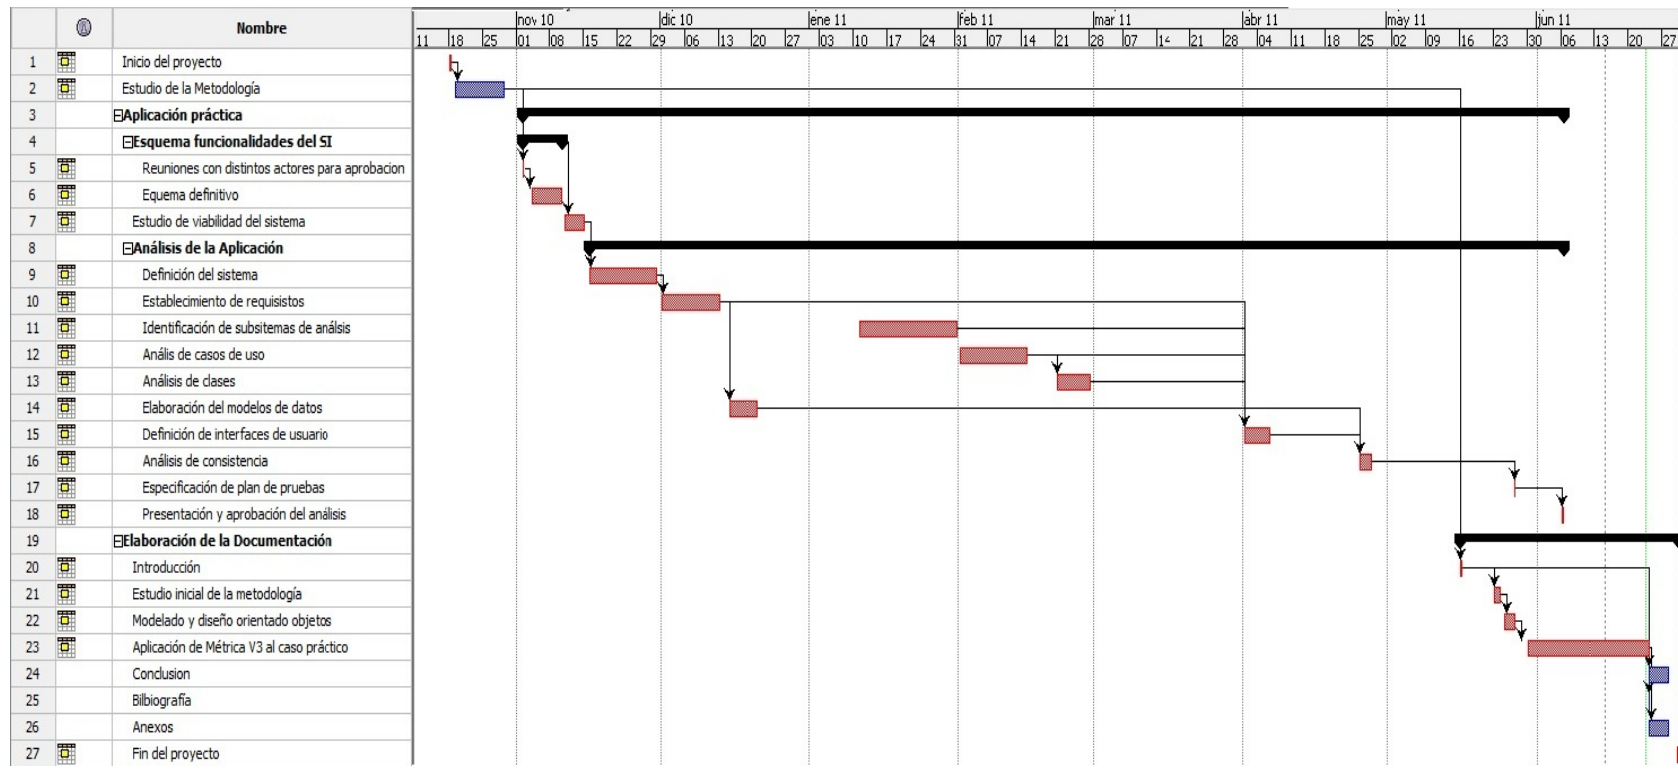 nov 10 dic 10 ene 11 feb 11 mar 11 abr 11 may 11 jun 11
Nombre
11 18 25 01 08 15 22 29 06 13 20 27 03 10 17 24 31 07 14 21 28 07 14 21 28 04 11 18 25 02 09 16 23 30 06 13 20 27
1 Inicio del proyecto
2 Estudio de la Metodología
3 Aplicación práctica
4 Esquema funcionalidades del SI
5 Reuniones con distintos actores para aprobacion
6 Equema definitivo
7 Estudio de viabilidad del sistema
8 Análisis de la Aplicación
9 Definición del sistema
10 Establecimiento de requisistos
11 Identificación de subsitemas de análsis
12 Anális de casos de uso
13 Análisis de clases
14 Elaboración del modelos de datos
15 Definición de interfaces de usuario
16 Análisis de consistencia
17 Especificación de plan de pruebas
18 Presentación y aprobación del análisis
19 Elaboración de la Documentación
20 Introducción
21 Estudio inicial de la metodología
22 Modelado y diseño orientado objetos
23 Aplicación de Métrica V3 al caso práctico
24 Conclusion
25 Bilbiografía
26 Anexos
27 Fin del proyecto